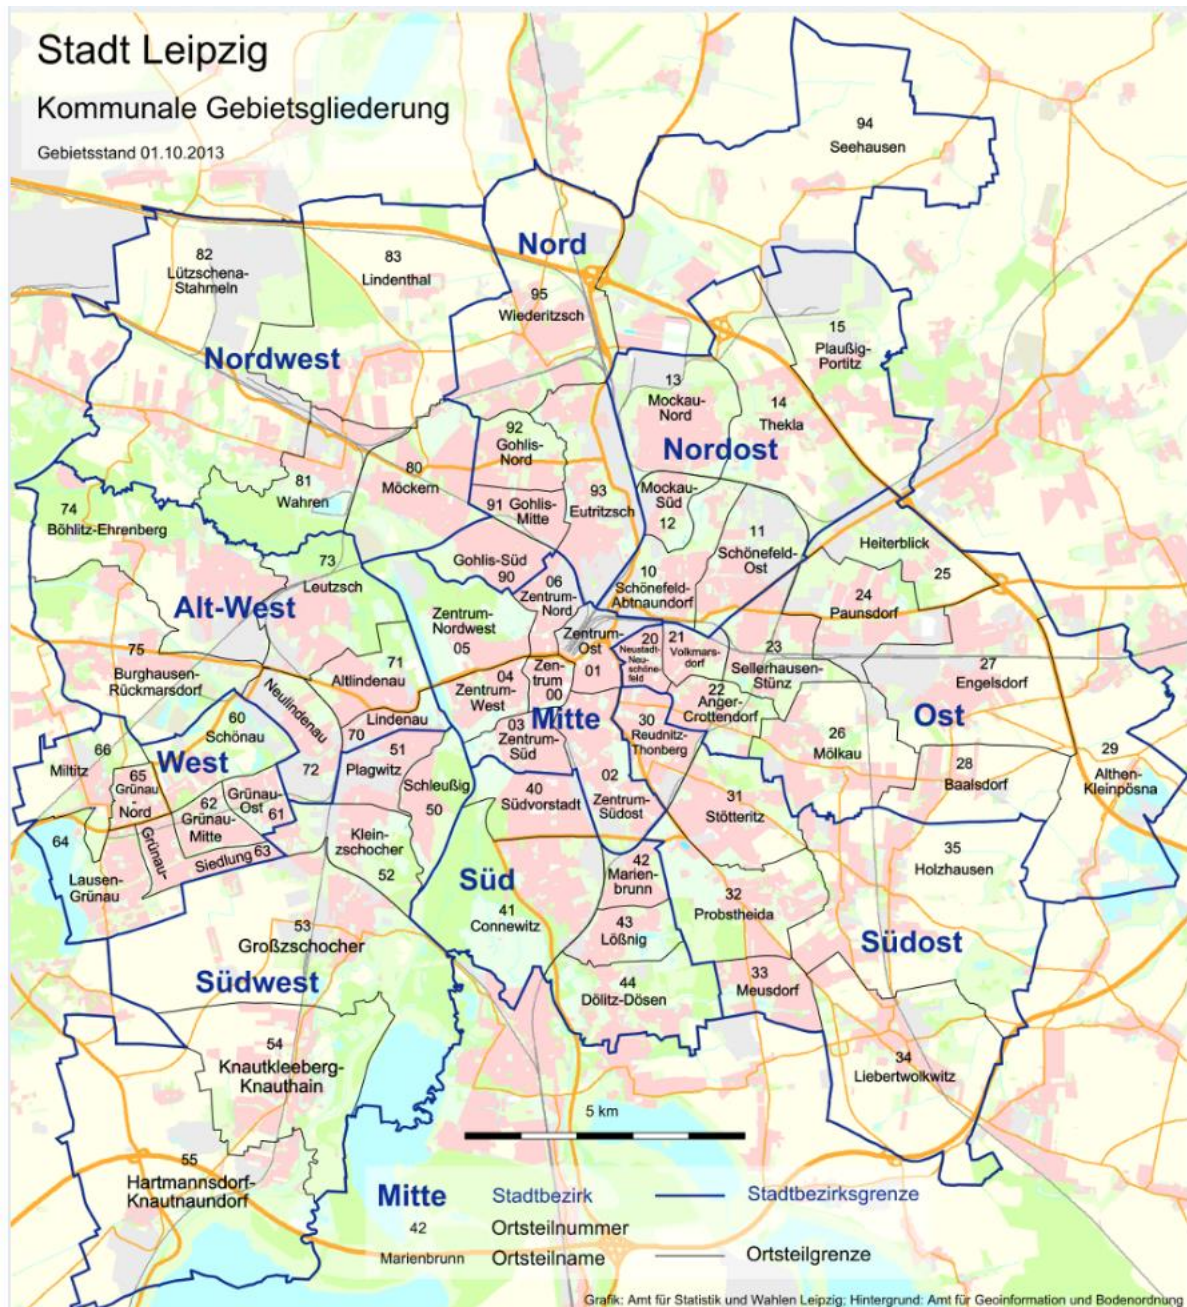 Stadt Leipzig
Kommunale Gebietsgliederung
Gebietsstand 01.10.2013
94
Seehausen
Nord
82
Lützschena-
Stahmeln
83
Lindenthal
95
Wiederitzsch
15
Plaußig-
Portitz
Nordwest
13
Mockau-
Nord
14
Thekla
92
Gohlis-
Nord
Nordost
80
Möckern
81
Wahren
91 Gohlis-
Mitte
93
Eutritzsch
Mockau-
Süd
12
74
Böhlitz-Ehrenberg
11
Schönefeld-
Ost
Heiterblick
25
73
Leutzsch
Gohlis-Süd
90
06
Zentrum-
Nord
10
Schönefeld-
Abtnaundorf
24
Paunsdorf
Alt-West
Zentrum-
Nordwest
05
Zentrum-
Ost
01
20
Neustadt-
Neu-
schöne-
feld
21
Volkmars-
dorf
23
Sellerhausen-
Stünz
75
Burghausen-
Rückmarsdorf
71
Altlindenau
04
Zentrum-
West
Zen-
trum
00
22
Anger-
Crottendorf
27
Engelsdorf
Neulindenau
60
Schönau
Lindenau
70
03
Zentrum-
Süd
Mitte
30
Reudnitz-
Thonberg
Ost
26
Mölkau
66
Miltitz
West
72
51
Plagwitz
28
Baalsdorf
29
Althen-
Kleinpösna
65
Grünau
-
Nord
62
Grünau-
Mitte
Grünau-
Ost
61
Schleußig
50
40
Südvorstadt
02
Zentrum-
Südost
31
Stötteritz
64
Lausen-
Grünau
Grünau-
Siedlung 63
Klein-
zschocher
52
35
Holzhausen
Süd
42
Marien-
brunn
32
Probstheida
53
Großzschocher
41
Connewitz
43
Lößnig
Südost
Südwest
44
Dölitz-Dösen
33
Meusdorf
54
Knautkleeberg-
Knauthain
34
Liebertwolkwitz
5 km
55
Hartmannsdorf-
Knautnaundorf
Mitte Stadtbezirk Stadtbezirksgrenze
42 Ortsteilnummer
Marienbrunn Ortsteilname Ortsteilgrenze
Grafik: Amt für Statistik und Wahlen Leipzig; Hintergrund: Amt für Geoinformation und Bodenordnung